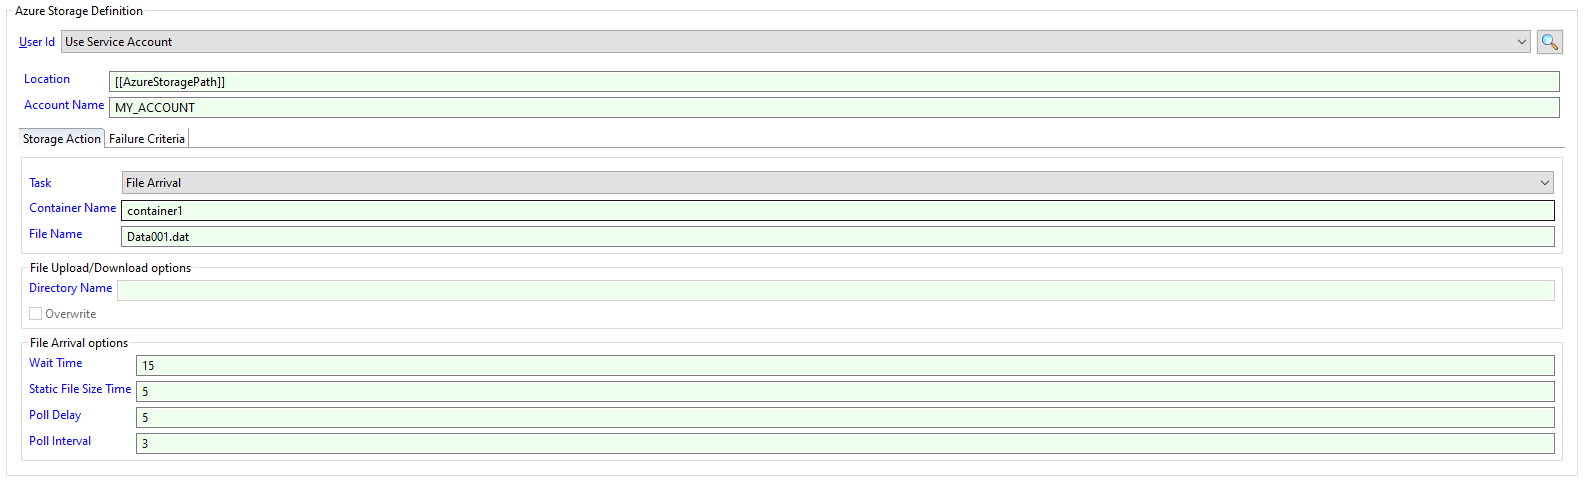 Azure Storage Definition
User Id Use Service Account
Location [[AzureStoragePath]]
Account Name MY_ACCOUNT
Storage Action Failure Criteria
Task File Arrival
Container Name container1
File Name Data001.dat
File Upload/Download options
Directory Name
Overwrite
File Arrival options
Wait Time 15
Static File Size Time 5
Poll Delay 5
Poll Interval 3